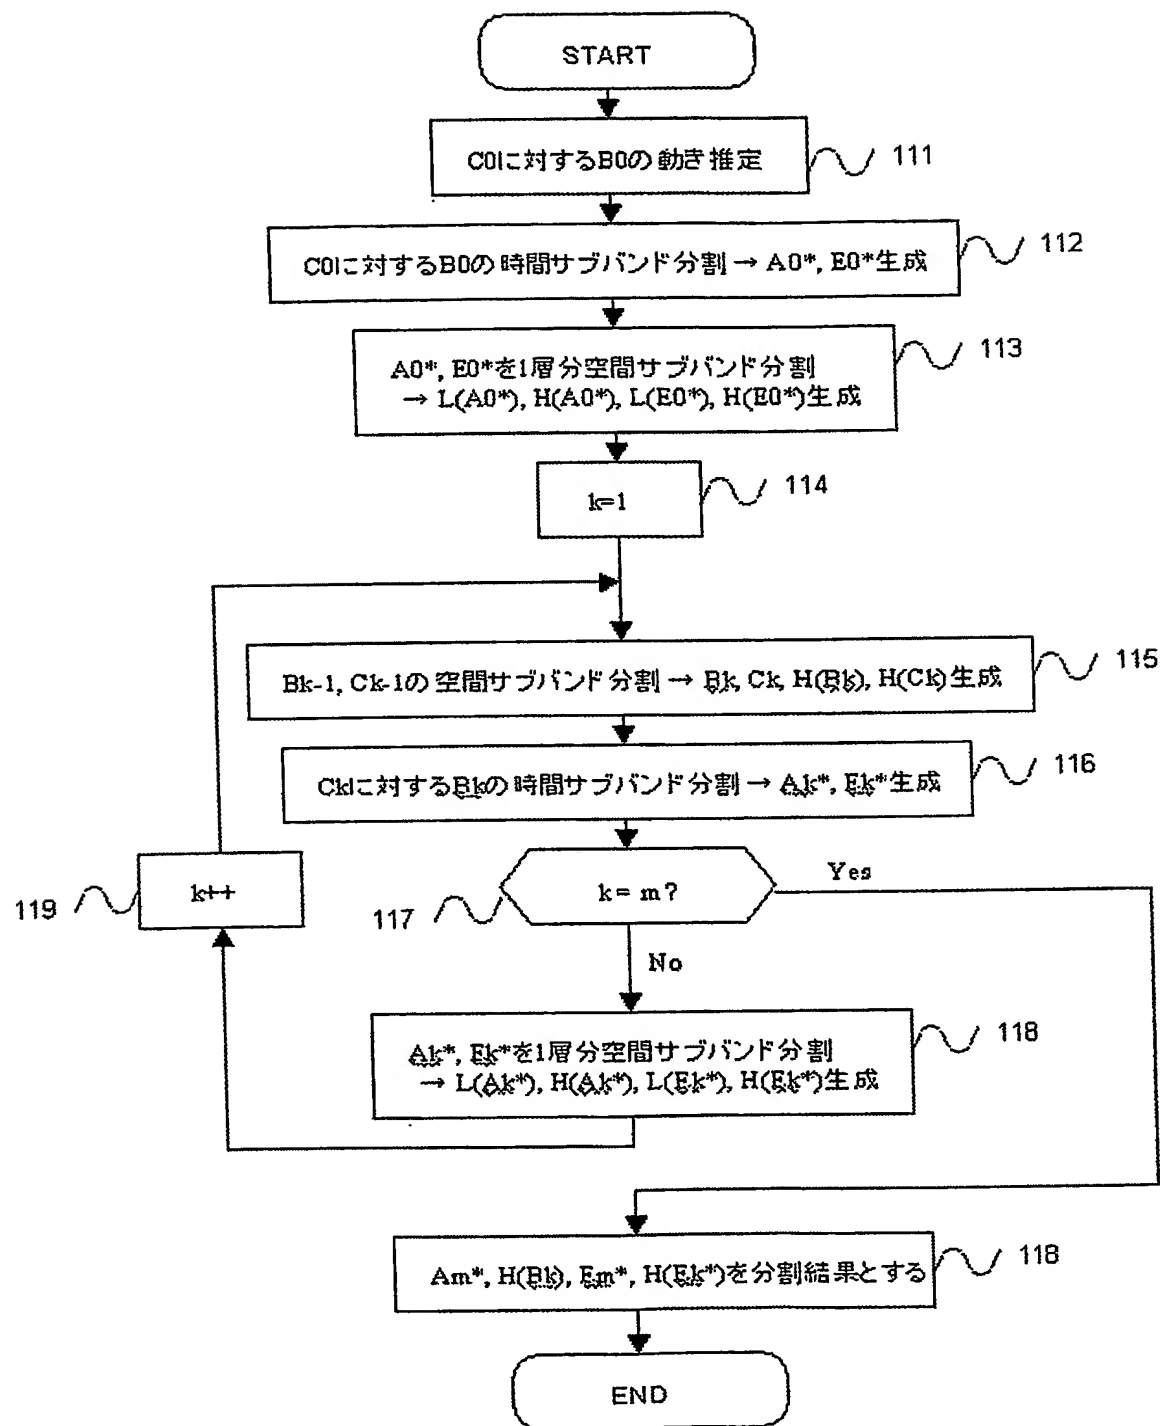 START
C0に対するB0の動き推定
111
C0に対するB0の時間サブバンド分割 → A0*, E0*生成
112
A0*, E0*を1層分空間サブバンド分割
→ L(A0*), H(A0*), L(E0*), H(E0*)生成
113
k=1
114
Bk-1, Ck-1の空間サブバンド分割 → Bk, Ck, H(Bk), H(Ck)生成
115
Ckに対するBkの時間サブバンド分割 → Ak*, Ek*生成
116
k++
119
k= m?
117
Yes
No
Ak*, Ek*を1層分空間サブバンド分割
→ L(Ak*), H(Ak*), L(Ek*), H(Ek*)生成
118
Am*, H(Bk), Em*, H(Ek*)を分割結果とする
118
END